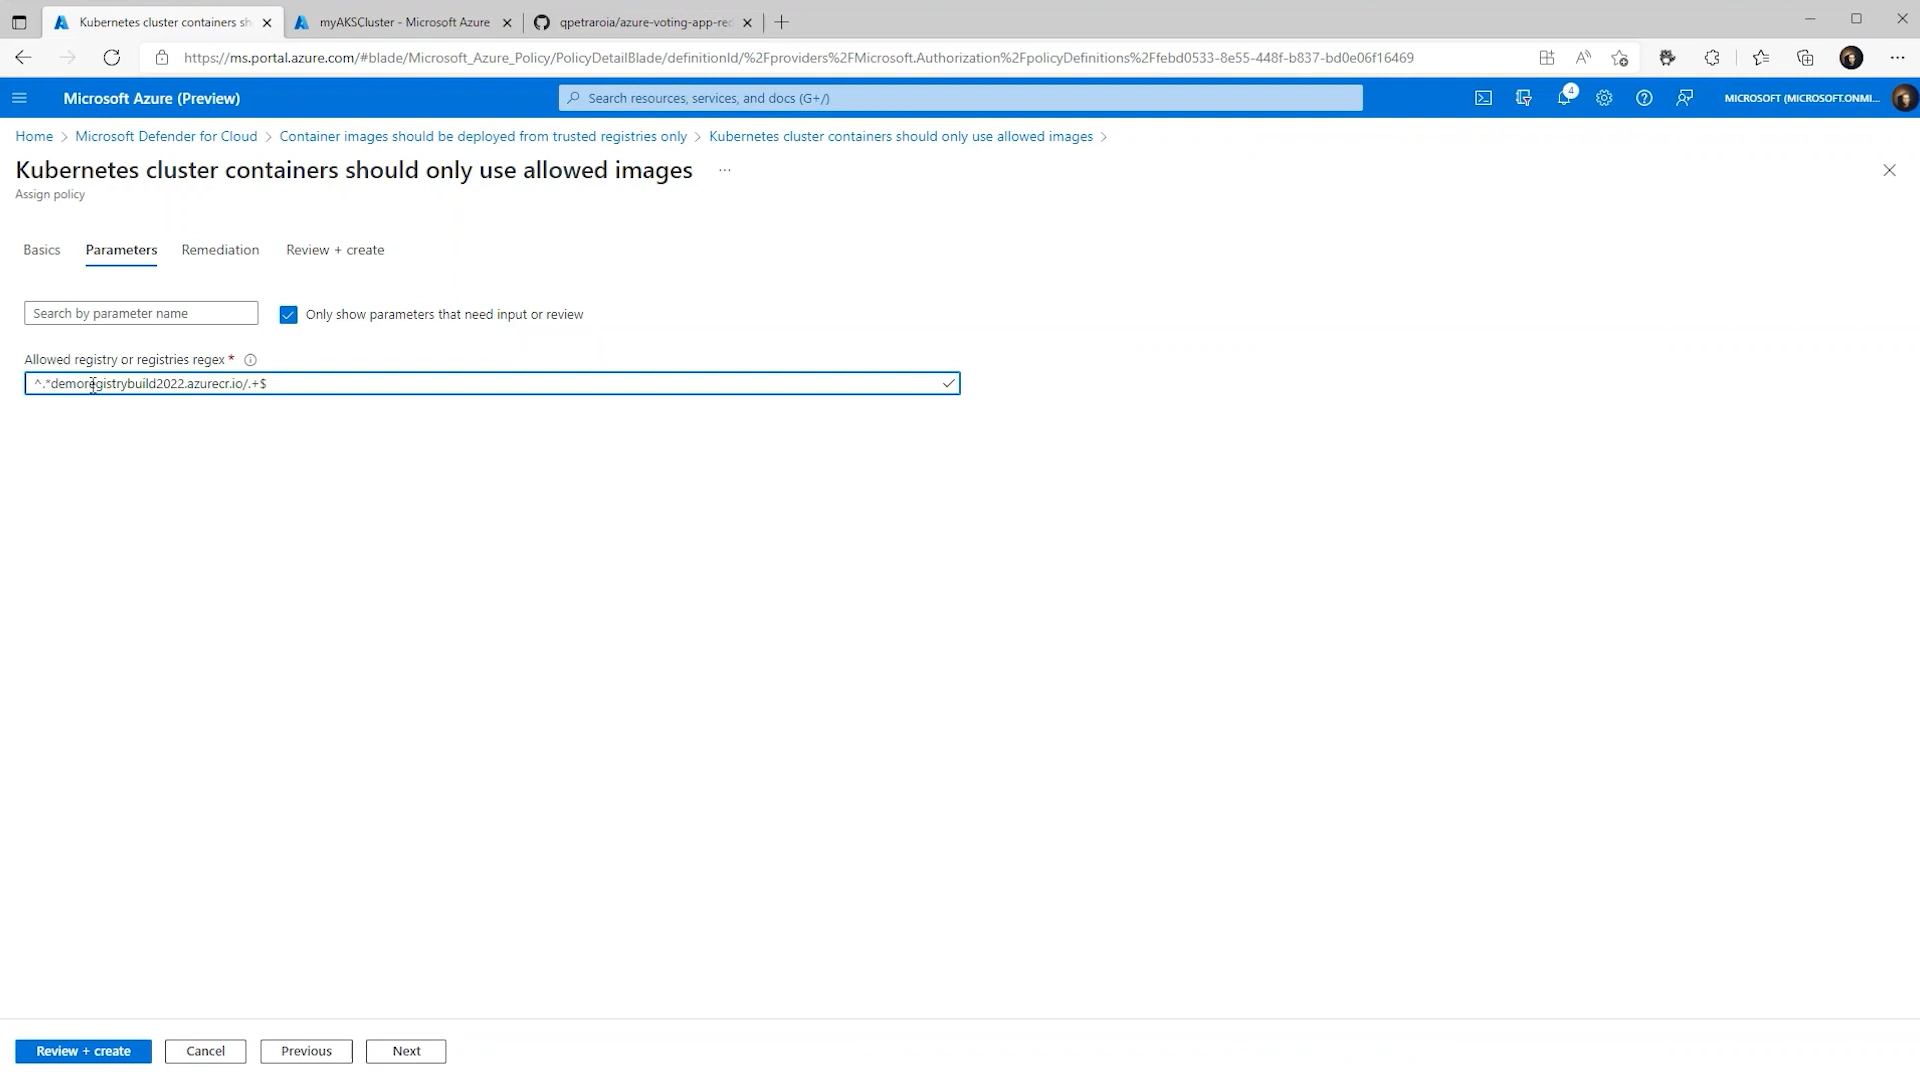 Kubernetes cluster containers sh
myAKSCluster - Microsoft Azure
qpetraroia/azure-voting-app-red
https://ms.portal.azure.com/#blade/Microsoft_Azure_Policy/PolicyDetailBlade/definitionId/%2Fproviders%2FMicrosoft.Authorization%2FpolicyDefinitions%2Ffebd0533-8e55-448f-b837-bd0e06f16469
Microsoft Azure (Preview)
Search resources, services, and docs (G+/)
4
MICROSOFT (MICROSOFT.ONMI...
Home > Microsoft Defender for Cloud > Container images should be deployed from trusted registries only > Kubernetes cluster containers should only use allowed images >
Kubernetes cluster containers should only use allowed images ...
Assign policy
Basics Parameters Remediation Review + create
Search by parameter name
Only show parameters that need input or review
Allowed registry or registries regex *
^.*demoregistrybuild2022.azurecr.io/.+$
Review + create Cancel Previous Next